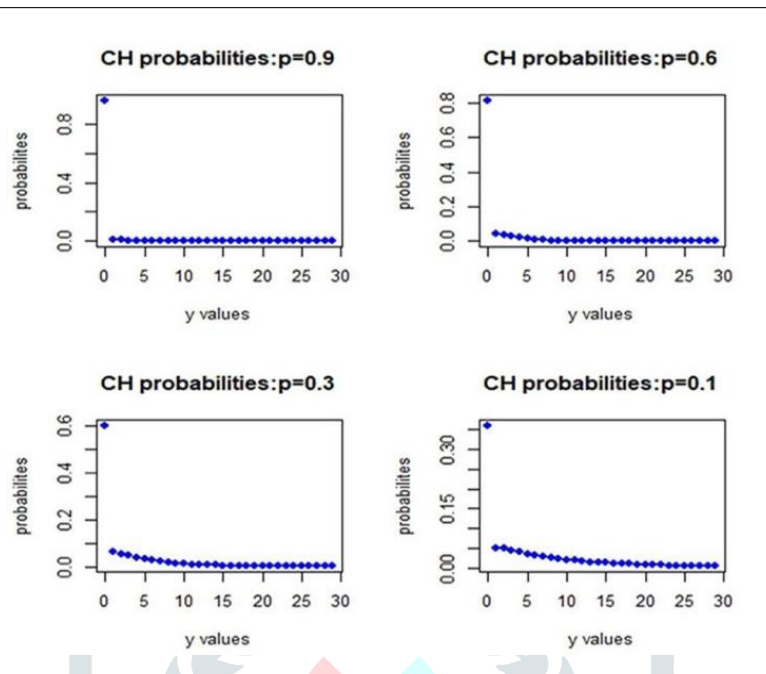 CH probabilities:p=0.9
probabilites
0.8
0.4
0.0
0 5 10 15 20 25 30
y values
CH probabilities:p=0.6
probabilites
0.8
0.6
0.4
0.2
0.0
0 5 10 15 20 25 30
y values
CH probabilities:p=0.3
probabilites
0.6
0.4
0.2
0.0
0 5 10 15 20 25 30
y values
CH probabilities:p=0.1
probabilites
0.30
0.15
0.00
0 5 10 15 20 25 30
y values